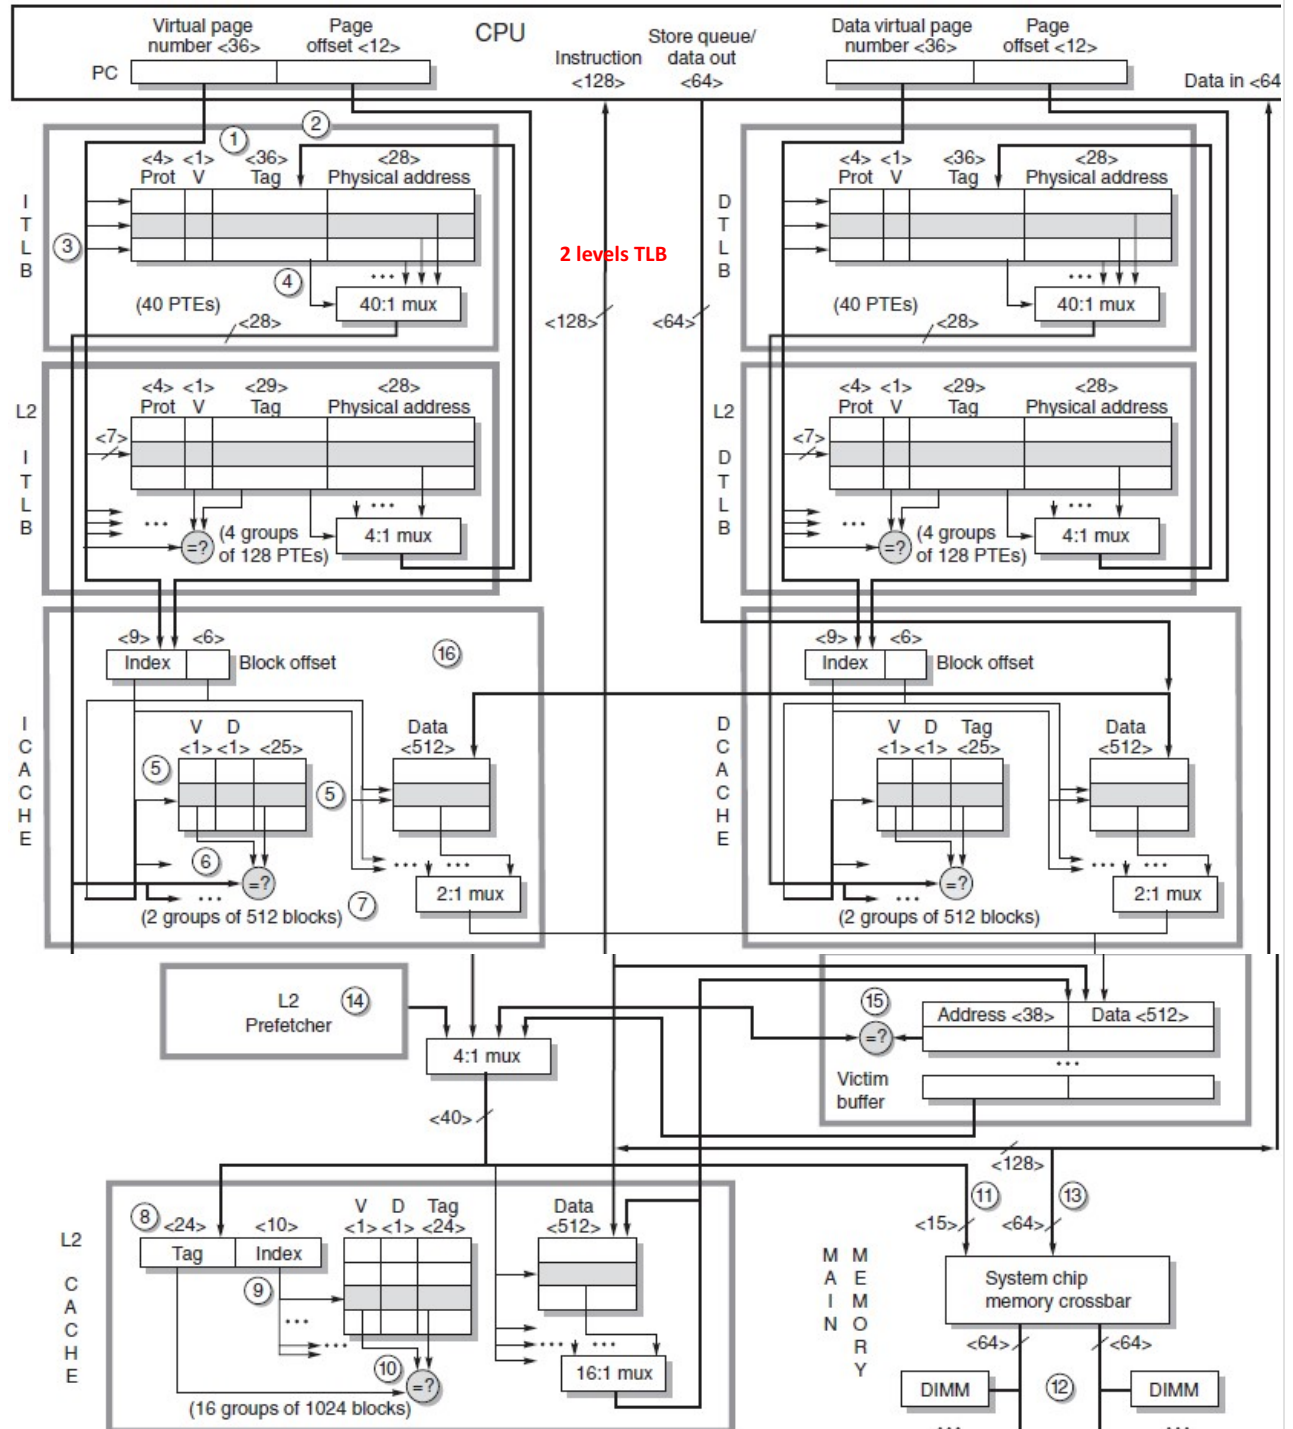 CPU
Virtual page
number <36>
Page
offset <12>
PC
Instruction
<128>
Store queue/
data out
<64>
Data virtual page
number <36>
Page
offset <12>
Data in <64
1
2
I
T
L
B
<4> <1> <36> <28>
Prot V Tag Physical address
3
4
(40 PTEs)
40:1 mux
<28>
2 levels TLB
<128>
<64>
D
T
L
B
<4> <1> <36> <28>
Prot V Tag Physical address
(40 PTEs)
40:1 mux
<28>
L2
I
T
L
B
<4> <1> <29> <28>
Prot V Tag Physical address
<7>
=?
(4 groups
of 128 PTEs)
4:1 mux
L2
D
T
L
B
<4> <1> <29> <28>
Prot V Tag Physical address
<7>
=?
(4 groups
of 128 PTEs)
4:1 mux
I
C
A
C
H
E
<9> <6>
Index
Block offset
16
V D
<1> <1> <25>
Data
<512>
5
5
6
=?
7
2:1 mux
(2 groups of 512 blocks)
D
C
A
C
H
E
<9> <6>
Index
Block offset
V D Tag
<1> <1> <25>
Data
<512>
=?
2:1 mux
(2 groups of 512 blocks)
L2
Prefetcher
14
4:1 mux
<40>
15
=?
Address <38> Data <512>
Victim
buffer
<128>
L2
C
A
C
H
E
8
<24> <10>
Tag Index
9
V D Tag
<1> <1> <24>
Data
<512>
10
=?
16:1 mux
(16 groups of 1024 blocks)
M
A
I
N
M
E
M
O
R
Y
11
13
<15> <64>
System chip
memory crossbar
<64> <64>
12
DIMM
DIMM